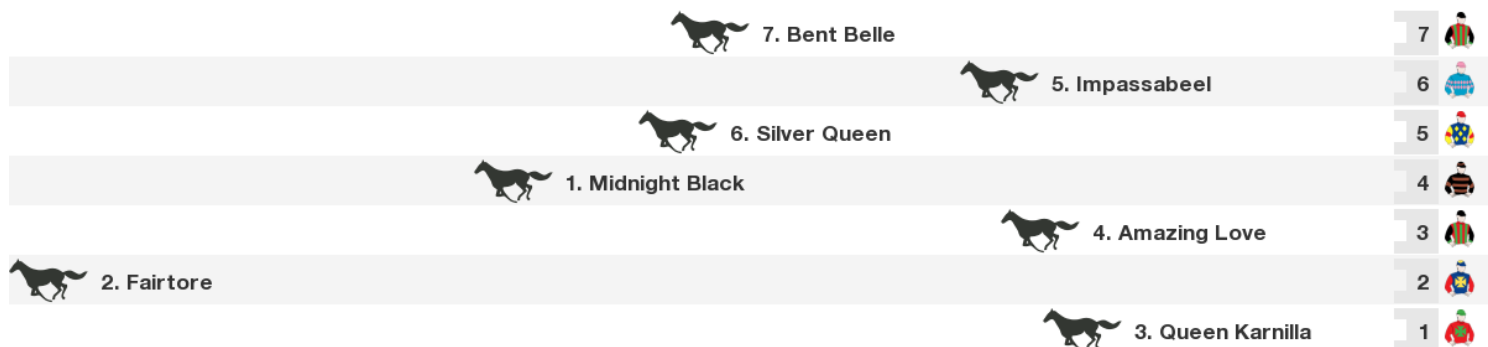 7. Bent Belle 7
5. Impassabeel 6
6. Silver Queen 5
1. Midnight Black 4
4. Amazing Love 3
2. Fairtore 2
3. Queen Karnilla 1